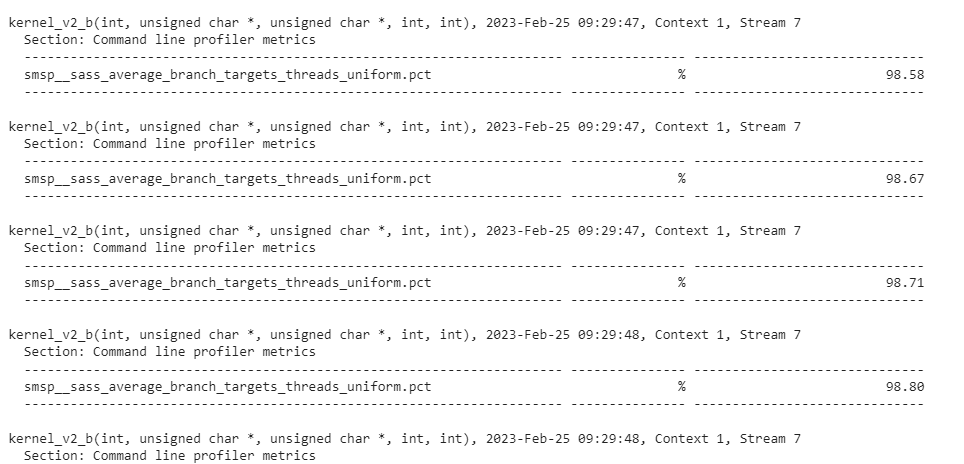 kernel_v2_b(int, unsigned char *, unsigned char *, int, int), 2023-Feb-25 09:29:47, Context 1, Stream 7
Section: Command line profiler metrics
---------------------------------------------------------------------- --------------- ------------------------------
smsp__sass_average_branch_targets_threads_uniform.pct % 98.58
---------------------------------------------------------------------- --------------- ------------------------------
kernel_v2_b(int, unsigned char *, unsigned char *, int, int), 2023-Feb-25 09:29:47, Context 1, Stream 7
Section: Command line profiler metrics
---------------------------------------------------------------------- --------------- ------------------------------
smsp__sass_average_branch_targets_threads_uniform.pct % 98.67
---------------------------------------------------------------------- --------------- ------------------------------
kernel_v2_b(int, unsigned char *, unsigned char *, int, int), 2023-Feb-25 09:29:47, Context 1, Stream 7
Section: Command line profiler metrics
---------------------------------------------------------------------- --------------- ------------------------------
smsp__sass_average_branch_targets_threads_uniform.pct % 98.71
---------------------------------------------------------------------- --------------- ------------------------------
kernel_v2_b(int, unsigned char *, unsigned char *, int, int), 2023-Feb-25 09:29:48, Context 1, Stream 7
Section: Command line profiler metrics
---------------------------------------------------------------------- --------------- ------------------------------
smsp__sass_average_branch_targets_threads_uniform.pct % 98.80
---------------------------------------------------------------------- --------------- ------------------------------
kernel_v2_b(int, unsigned char *, unsigned char *, int, int), 2023-Feb-25 09:29:48, Context 1, Stream 7
Section: Command line profiler metrics